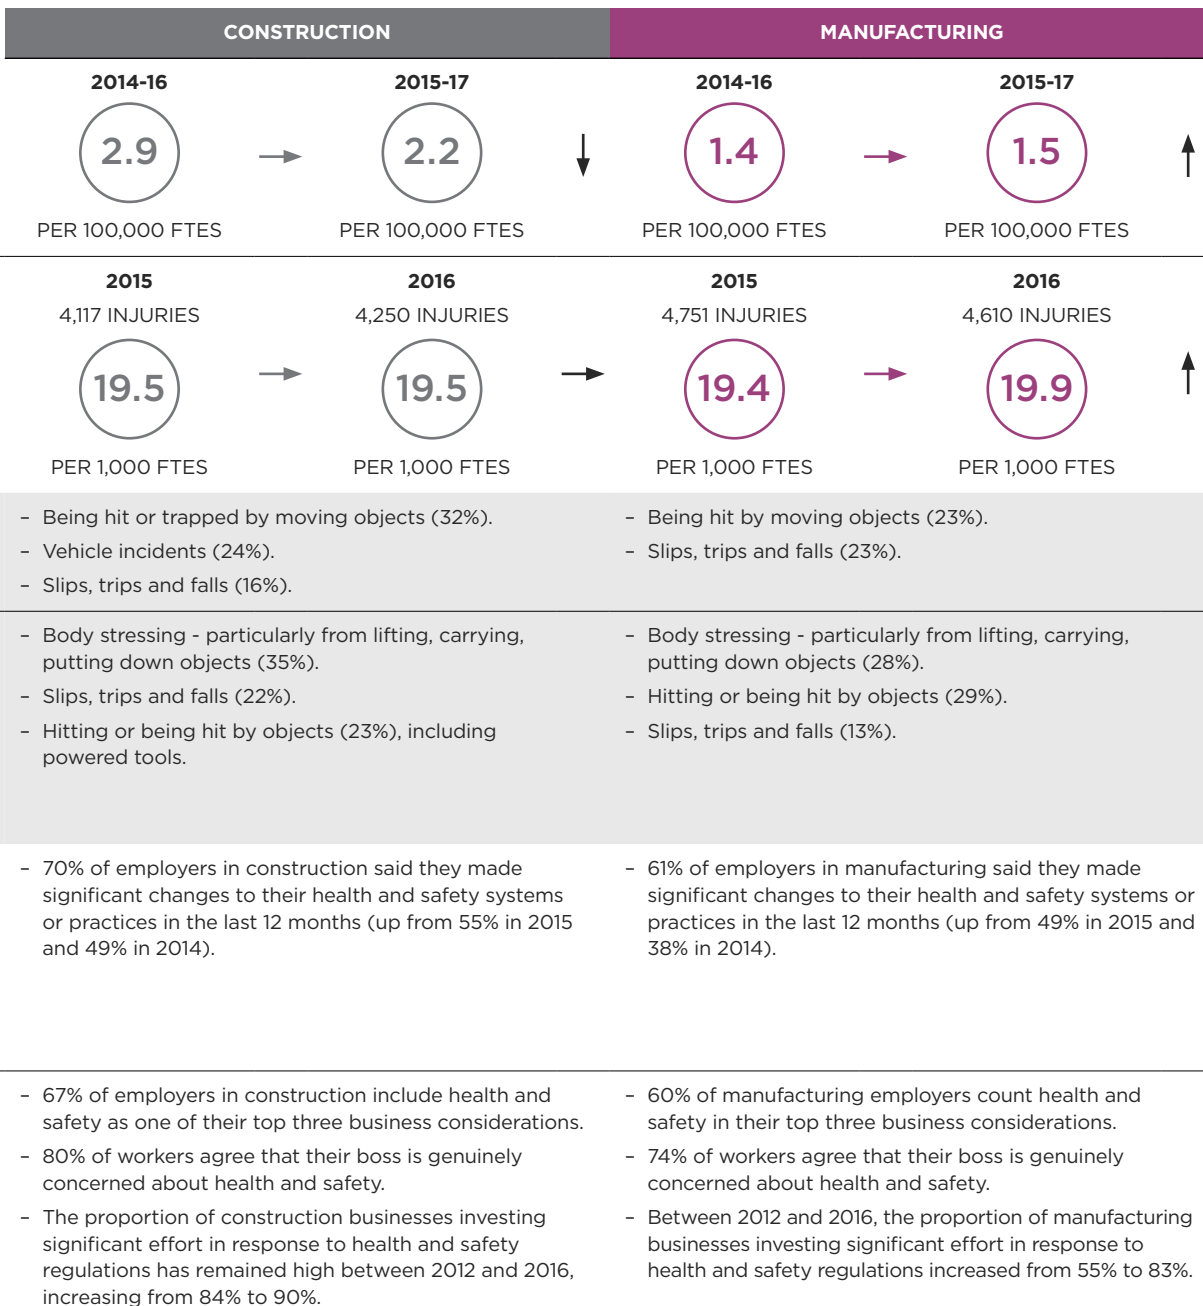 CONSTRUCTION
MANUFACTURING
2014-16
2015-17
2014-16
2015-17
2.9
2.2
1.4
1.5
PER 100,000 FTES
PER 100,000 FTES
PER 100,000 FTES
PER 100,000 FTES
2015
2016
2015
2016
4,117 INJURIES
4,250 INJURIES
4,751 INJURIES
4,610 INJURIES
19.5
19.5
19.4
19.9
PER 1,000 FTES
PER 1,000 FTES
PER 1,000 FTES
PER 1,000 FTES
– Being hit or trapped by moving objects (32%).
– Vehicle incidents (24%).
– Slips, trips and falls (16%).
– Being hit by moving objects (23%).
– Slips, trips and falls (23%).
– Body stressing - particularly from lifting, carrying,
putting down objects (35%).
– Slips, trips and falls (22%).
– Hitting or being hit by objects (23%), including
powered tools.
– Body stressing - particularly from lifting, carrying,
putting down objects (28%).
– Hitting or being hit by objects (29%).
– Slips, trips and falls (13%).
– 70% of employers in construction said they made
significant changes to their health and safety systems
or practices in the last 12 months (up from 55% in 2015
and 49% in 2014).
– 61% of employers in manufacturing said they made
significant changes to their health and safety systems or
practices in the last 12 months (up from 49% in 2015 and
38% in 2014).
– 67% of employers in construction include health and
safety as one of their top three business considerations.
– 80% of workers agree that their boss is genuinely
concerned about health and safety.
– The proportion of construction businesses investing
significant effort in response to health and safety
regulations has remained high between 2012 and 2016,
increasing from 84% to 90%.
– 60% of manufacturing employers count health and
safety in their top three business considerations.
– 74% of workers agree that their boss is genuinely
concerned about health and safety.
– Between 2012 and 2016, the proportion of manufacturing
businesses investing significant effort in response to
health and safety regulations increased from 55% to 83%.